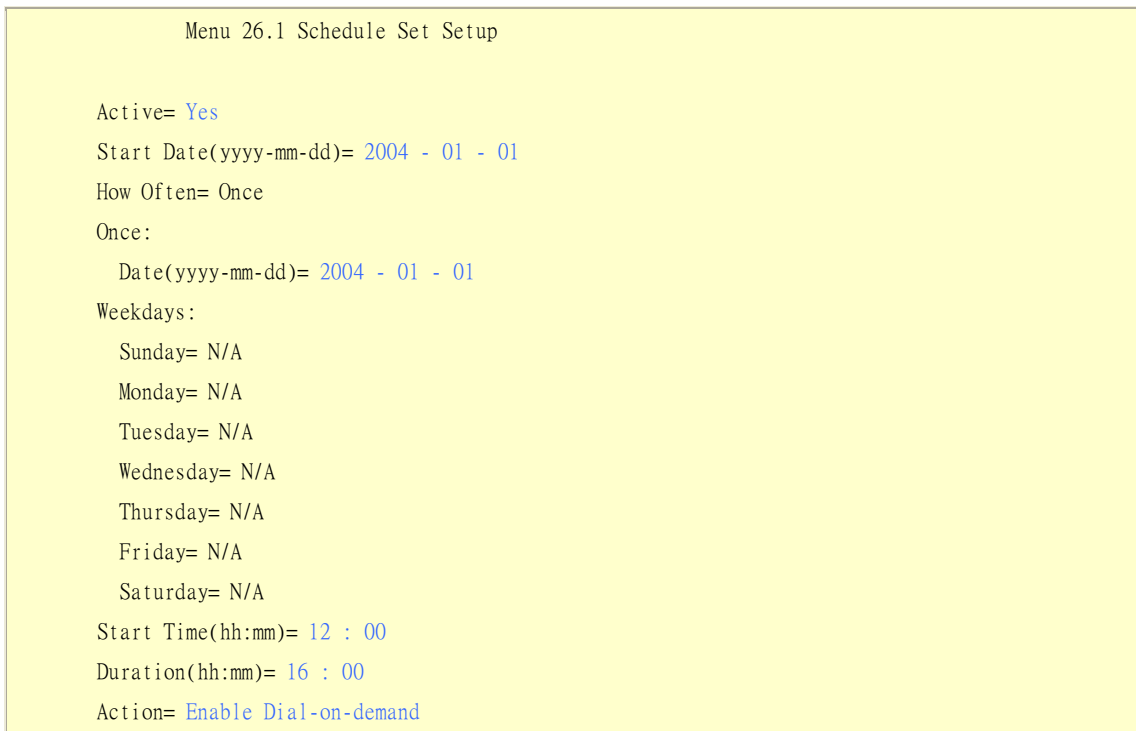 Menu 26.1 Schedule Set Setup
Active= Yes
Start Date(yyyy-mm-dd)= 2004 - 01 - 01
How Often= Once
Once:
Date(yyyy-mm-dd)= 2004 - 01 - 01
Weekdays:
Sunday= N/A
Monday= N/A
Tuesday= N/A
Wednesday= N/A
Thursday= N/A
Friday= N/A
Saturday= N/A
Start Time(hh:mm)= 12 : 00
Duration(hh:mm)= 16 : 00
Action= Enable Dial-on-demand